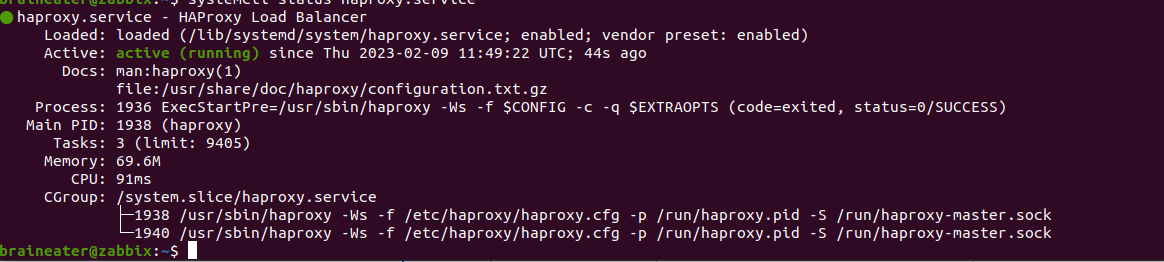 braineater@zabbix:~$ systemctl status haproxy.service
haproxy.service - HAProxy Load Balancer
Loaded: loaded (/lib/systemd/system/haproxy.service; enabled; vendor preset: enabled)
Active: active (running) since Thu 2023-02-09 11:49:22 UTC; 44s ago
Docs: man:haproxy(1)
file:/usr/share/doc/haproxy/configuration.txt.gz
Process: 1936 ExecStartPre=/usr/sbin/haproxy -Ws -f $CONFIG -c -q $EXTRAOPTS (code=exited, status=0/SUCCESS)
Main PID: 1938 (haproxy)
Tasks: 3 (limit: 9405)
Memory: 69.6M
CPU: 91ms
CGroup: /system.slice/haproxy.service
├─1938 /usr/sbin/haproxy -Ws -f /etc/haproxy/haproxy.cfg -p /run/haproxy.pid -S /run/haproxy-master.sock
└─1940 /usr/sbin/haproxy -Ws -f /etc/haproxy/haproxy.cfg -p /run/haproxy.pid -S /run/haproxy-master.sock
braineater@zabbix:~$